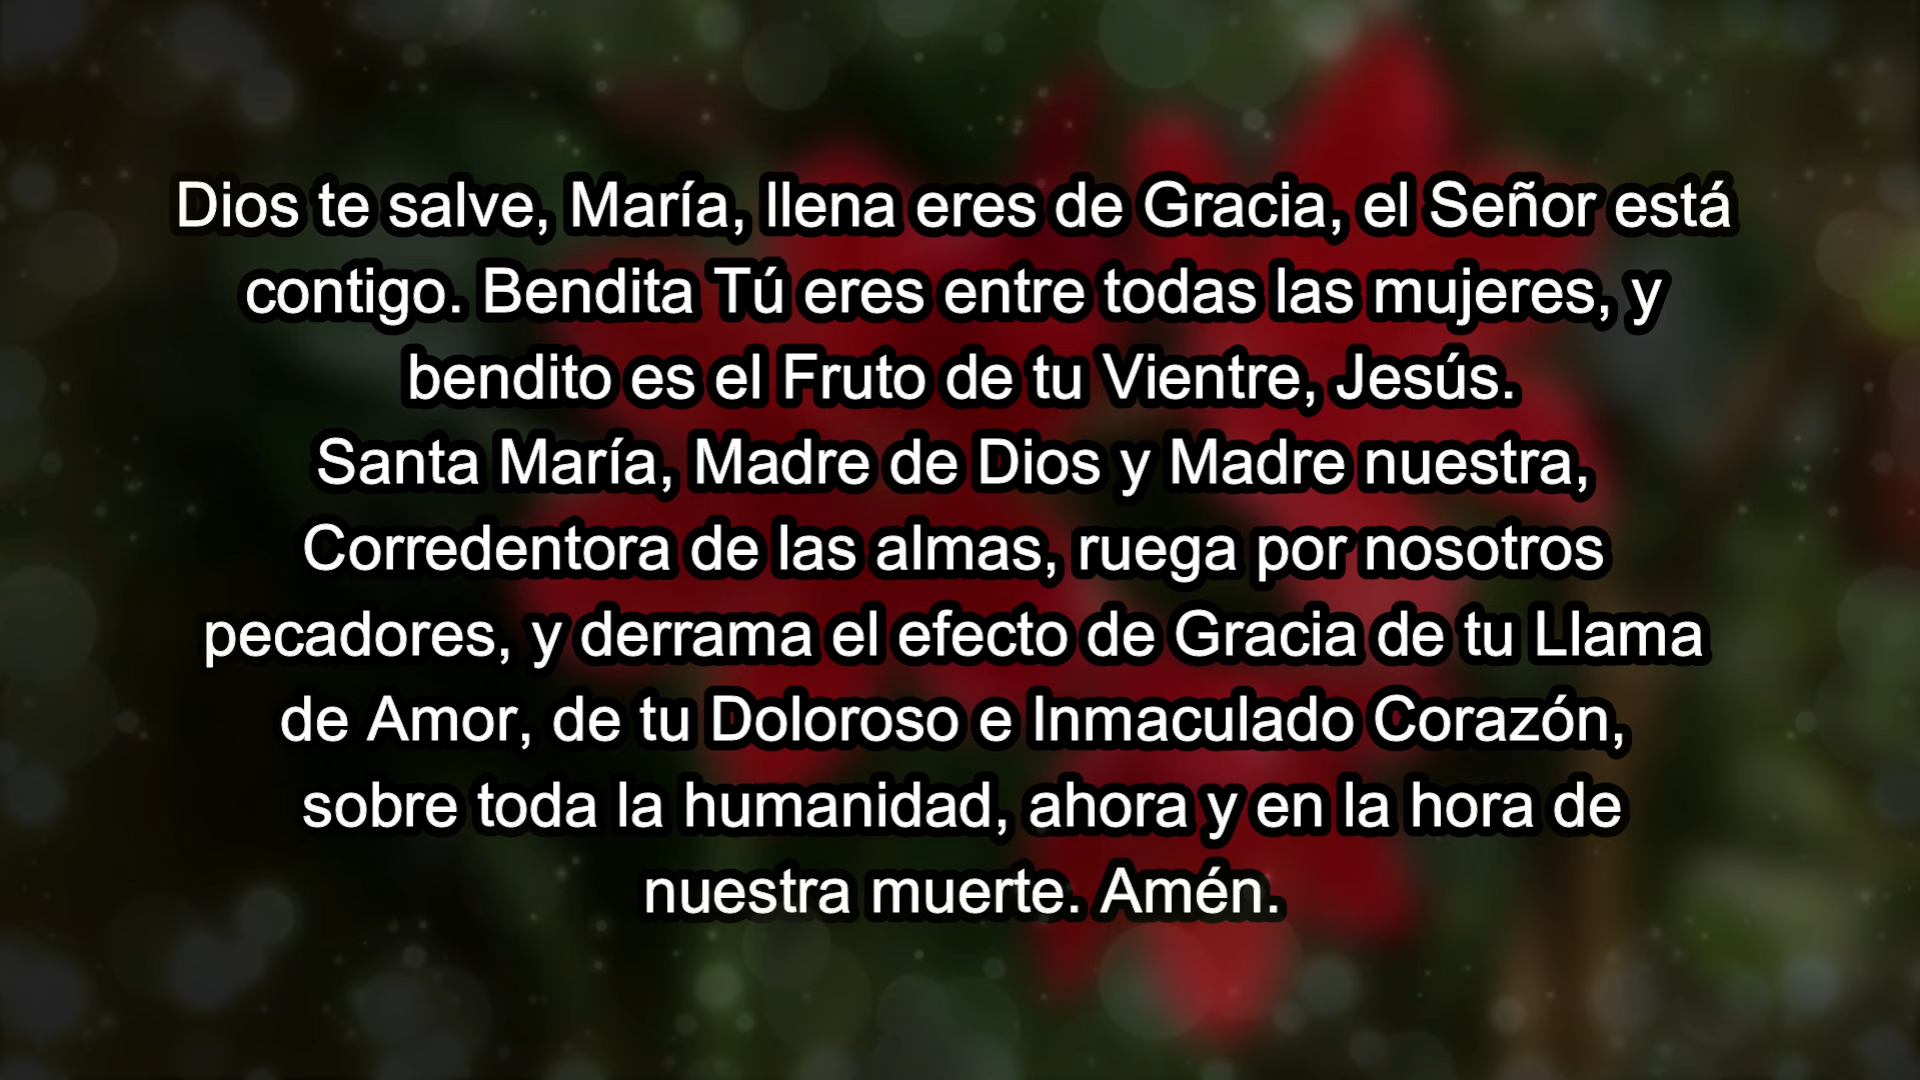 Dios te salve, María, llena eres de Gracia, el Señor está
contigo. Bendita Tú eres entre todas las mujeres, y
bendito es el Fruto de tu Vientre, Jesús.
Santa María, Madre de Dios y Madre nuestra,
Corredentora de las almas, ruega por nosotros
pecadores, y derrama el efecto de Gracia de tu Llama
de Amor, de tu Doloroso e Inmaculado Corazón,
sobre toda la humanidad, ahora y en la hora de
nuestra muerte. Amén.